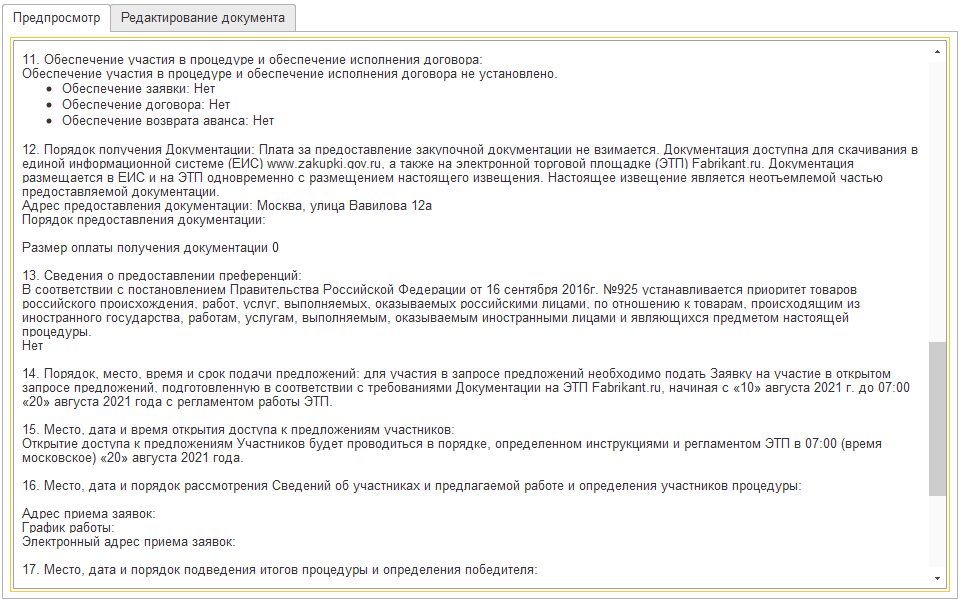 Предпросмотр
Редактирование документа
11. Обеспечение участия в процедуре и обеспечение исполнения договора:
Обеспечение участия в процедуре и обеспечение исполнения договора не установлено.
• Обеспечение заявки: Нет
• Обеспечение договора: Нет
• Обеспечение возврата аванса: Нет
12. Порядок получения Документации: Плата за предоставление закупочной документации не взимается. Документация доступна для скачивания в
единой информационной системе (ЕИС) www.zakupki.gov.ru, а также на электронной торговой площадке (ЭТП) Fabrikant.ru. Документация
размещается в ЕИС и на ЭТП одновременно с размещением настоящего извещения. Настоящее извещение является неотъемлемой частью
предоставляемой документации.
Адрес предоставления документации: Москва, улица Вавилова 12а
Порядок предоставления документации:
Размер оплаты получения документации 0
13. Сведения о предоставлении преференций:
В соответствии с постановлением Правительства Российской Федерации от 16 сентября 2016г. №925 устанавливается приоритет товаров
российского происхождения, работ, услуг, выполняемых, оказываемых российскими лицами, по отношению к товарам, происходящим из
иностранного государства, работам, услугам, выполняемым, оказываемым иностранными лицами и являющихся предметом настоящей
процедуры.
Нет
14. Порядок, место, время и срок подачи предложений: для участия в запросе предложений необходимо подать Заявку на участие в открытом
запросе предложений, подготовленную в соответствии с требованиями Документации на ЭТП Fabrikant.ru, начиная с «10» августа 2021 г. до 07:00
«20» августа 2021 года с регламентом работы ЭТП.
15. Место, дата и время открытия доступа к предложениям участников:
Открытие доступа к предложениям Участников будет проводиться в порядке, определенном инструкциями и регламентом ЭТП в 07:00 (время
московское) «20» августа 2021 года.
16. Место, дата и порядок рассмотрения Сведений об участниках и предлагаемой работе и определения участников процедуры:
Адрес приема заявок:
График работы:
Электронный адрес приема заявок:
17. Место, дата и порядок подведения итогов процедуры и определения победителя: